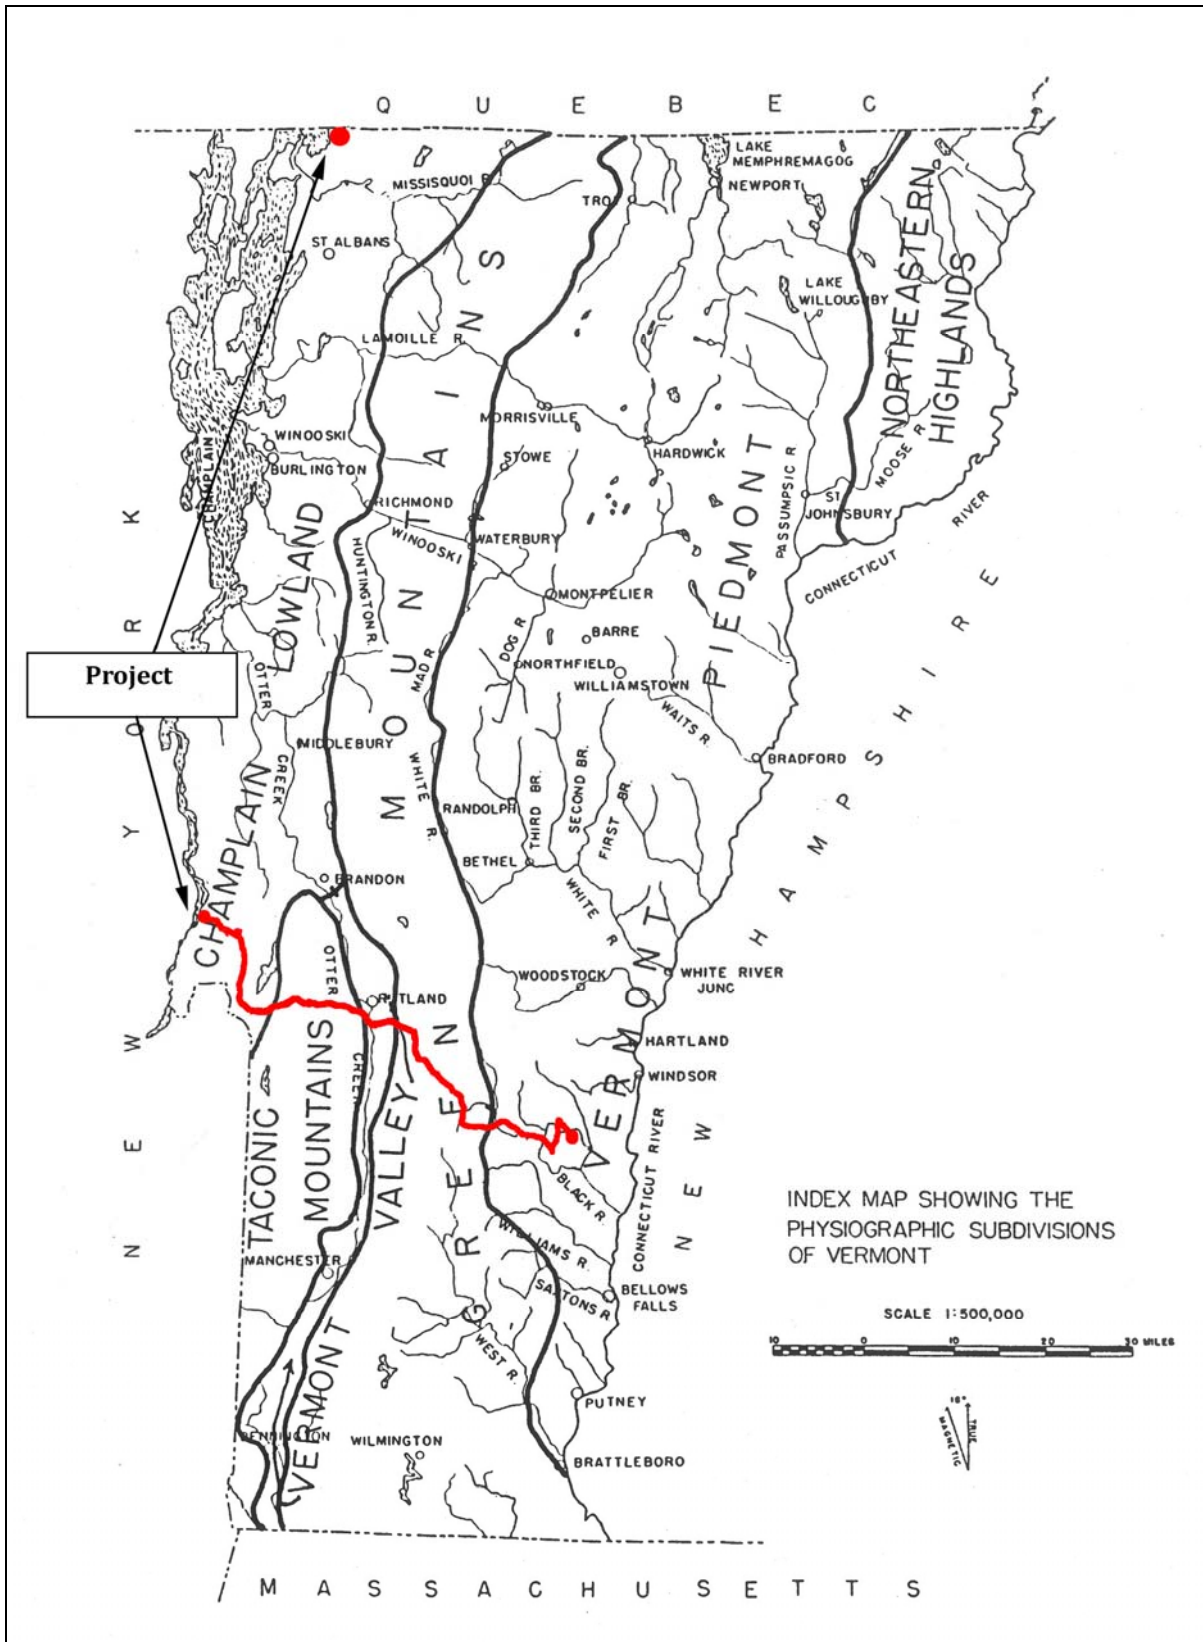 QUEBEC
LAKE
MEMPHREMAGOG
NEWPORT
MISSISQUOI
ST ALBANS
LAKE
WILLOUGHBY
NORTHEASTERN
HIGHLANDS
LAMOILLE R.
MORRISVILLE
WINOOSKI
BURLINGTON
STOWE
HARDWICK
CHAMPLAIN
RICHMOND
WINOOSKI
WATERBURY
HUNTINGTON R.
PASSUMPSIC R
ST
JOHNSBURY
MOOSE R
CONNECTICUT RIVER
MONTPELIER
BARRE
DOG R
NORTHFIELD
WILLIAMSTOWN
MAD R
WAITS R.
BRADFORD
Project
OTTER
CREEK
MIDDLEBURY
WHITE R.
RANDOLPH
THIRD BR.
SECOND BR.
FIRST BR.
BETHEL
WHITE R
BRANDON
CHAMPLAIN LOWLAND
NEW YORK
NEW HAMPSHIRE
WOODSTOCK
WHITE RIVER
JUNC
OTTER
CREEK
RUTLAND
HARTLAND
WINDSOR
TACONIC
MOUNTAINS
VERMONT VALLEY
GREEN MOUNTAINS
VERMONT PIEDMONT
BLACK R.
CONNECTICUT RIVER
WILLIAMS R.
MANCHESTER
SAXTONS R
BELLOWS
FALLS
WEST R.
PUTNEY
BENNINGTON
WILMINGTON
BRATTLEBORO
MASSACHUSETTS
INDEX MAP SHOWING THE
PHYSIOGRAPHIC SUBDIVISIONS
OF VERMONT
SCALE 1:500,000
10 0 10 20 30 MILES
16°
TRUE
MAGNETIC